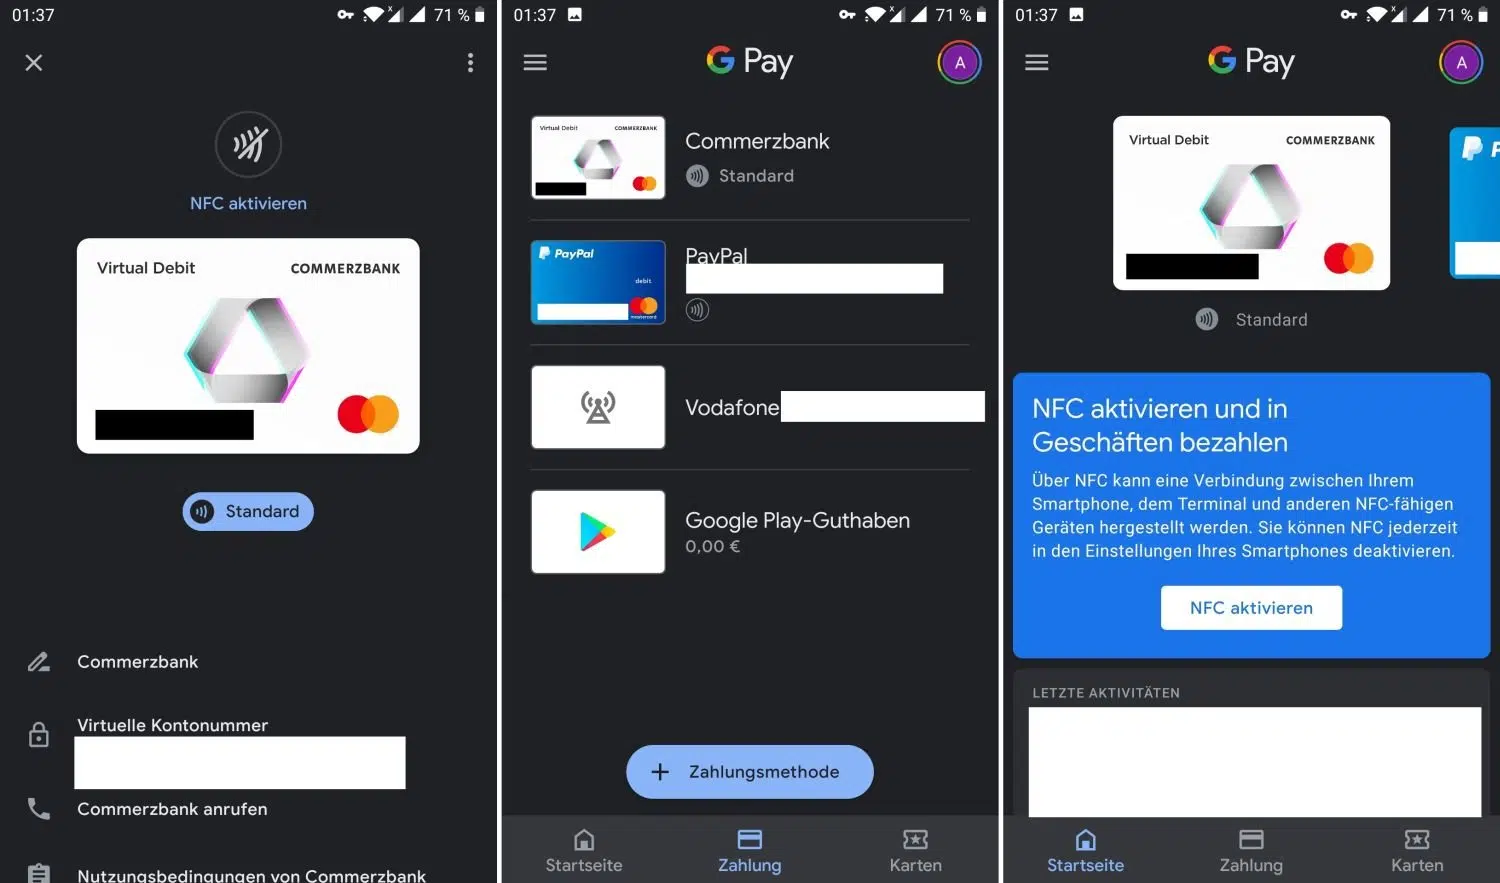 01:37
71 %
NFC aktivieren
Virtual Debit
COMMERZBANK
Standard
Commerzbank
Virtuelle Kontonummer
Commerzbank anrufen
Nutzungsbedingungen von Commerzbank
01:37
71 %
G Pay
A
Virtual Debit
COMMERZBANK
Commerzbank
Standard
PayPal
debit
mastercard
PayPal
Vodafone
Google Play-Guthaben
0,00 €
+ Zahlungsmethode
Startseite
Zahlung
Karten
01:37
71 %
G Pay
A
Virtual Debit
COMMERZBANK
Standard
NFC aktivieren und in
Geschäften bezahlen
Über NFC kann eine Verbindung zwischen Ihrem
Smartphone, dem Terminal und anderen NFC-fähigen
Geräten hergestellt werden. Sie können NFC jederzeit
in den Einstellungen Ihres Smartphones deaktivieren.
NFC aktivieren
LETZTE AKTIVITÄTEN
Startseite
Zahlung
Karten